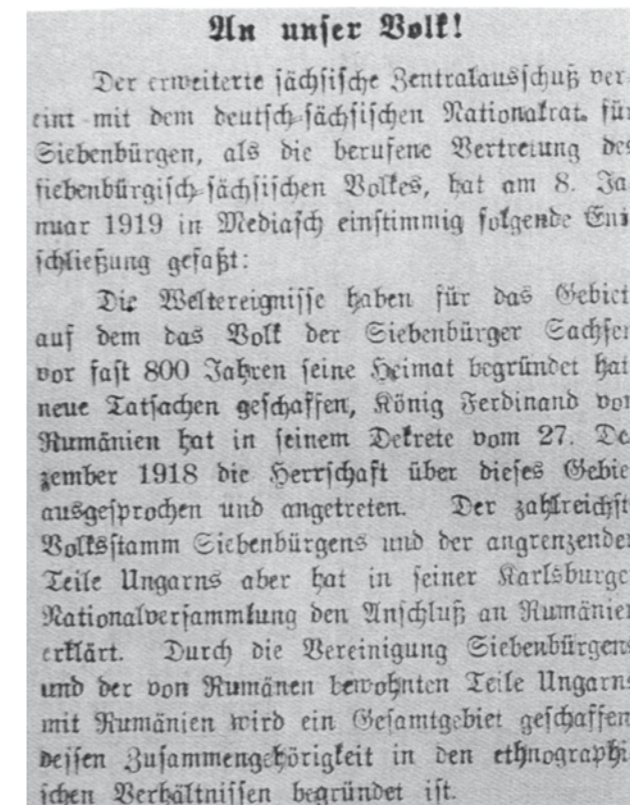 An unser Volk!
Der erweiterte sächsische Zentralausschuß ver
eint mit dem deutsch-sächsischen Nationalrat für
Siebenbürgen, als die berufene Vertretung des
siebenbürgisch-sächsischen Volkes, hat am 8. Ja
nuar 1919 in Mediasch einstimmig folgende Ent
schließung gefaßt:
Die Weltereignisse haben für das Gebiet
auf dem das Volk der Siebenbürger Sachsen
vor fast 800 Jahren seine Heimat begründet hat
neue Tatsachen geschaffen, König Ferdinand von
Rumänien hat in seinem Dekrete vom 27. De
zember 1918 die Herrschaft über dieses Gebiet
ausgesprochen und angetreten. Der zahlreichst
Volksstamm Siebenbürgens und der angrenzenden
Teile Ungarns aber hat in seiner Karlsburge
Nationalversammlung den Anschluß an Rumänien
erklärt. Durch die Vereinigung Siebenbürgens
und der von Rumänen bewohnten Teile Ungarns
mit Rumänien wird ein Gesamtgebiet geschaffen
dessen Zusammengehörigkeit in den ethnographi
schen Verhältnissen begründet ist.